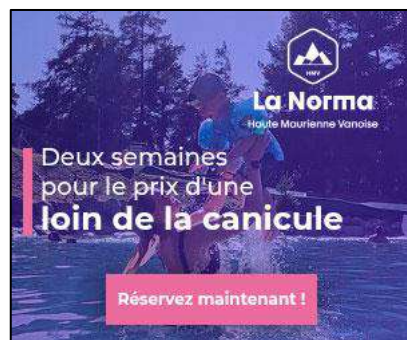 HMV
La Norma
Haute Maurienne Vanoise
Deux semaines
pour le prix d'une
loin de la canicule
Réservez maintenant !